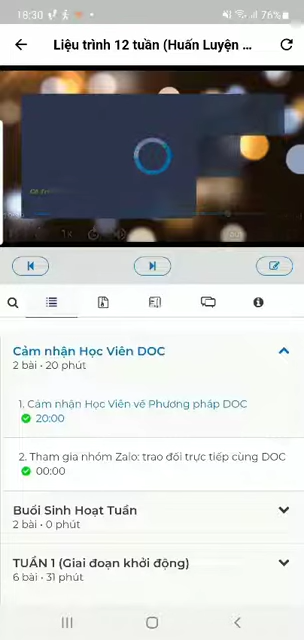 18:30
76%
Liệu trình 12 tuần (Huấn Luyện ...
1x
Cảm nhận Học Viên DOC
2 bài • 20 phút
1. Cảm nhận Học Viên về Phương pháp DOC
20:00
2. Tham gia nhóm Zalo: trao đổi trực tiếp cùng DOC
00:00
Buổi Sinh Hoạt Tuần
2 bài • 0 phút
TUẦN 1 (Giai đoạn khởi động)
6 bài • 31 phút